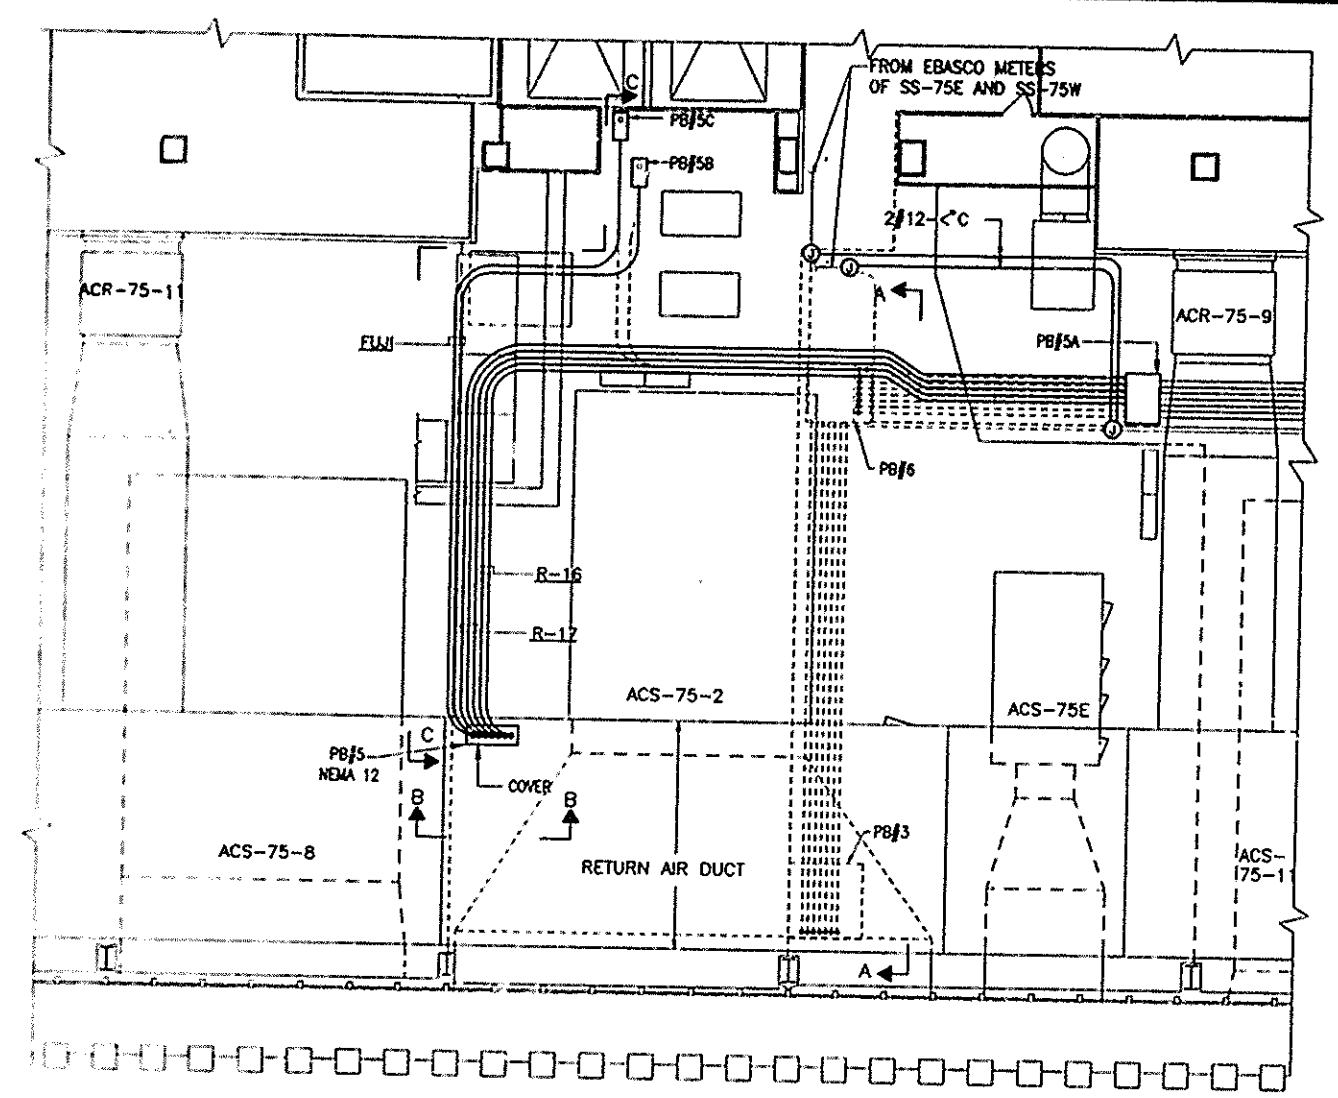 FROM EBASCO METERS
OF SS-75E AND SS-75W
C
PB#5C
PB#5B
2#12-<"C
J
J
A
ACR-75-11
ACR-75-9
FUJI
PB#5A
J
PB#6
R-16
R-17
ACS-75-2
ACS-75E
C
PB#5
NEMA 12
COVER
B
B
PB#3
ACS-75-8
RETURN AIR DUCT
ACS-
75-11
A